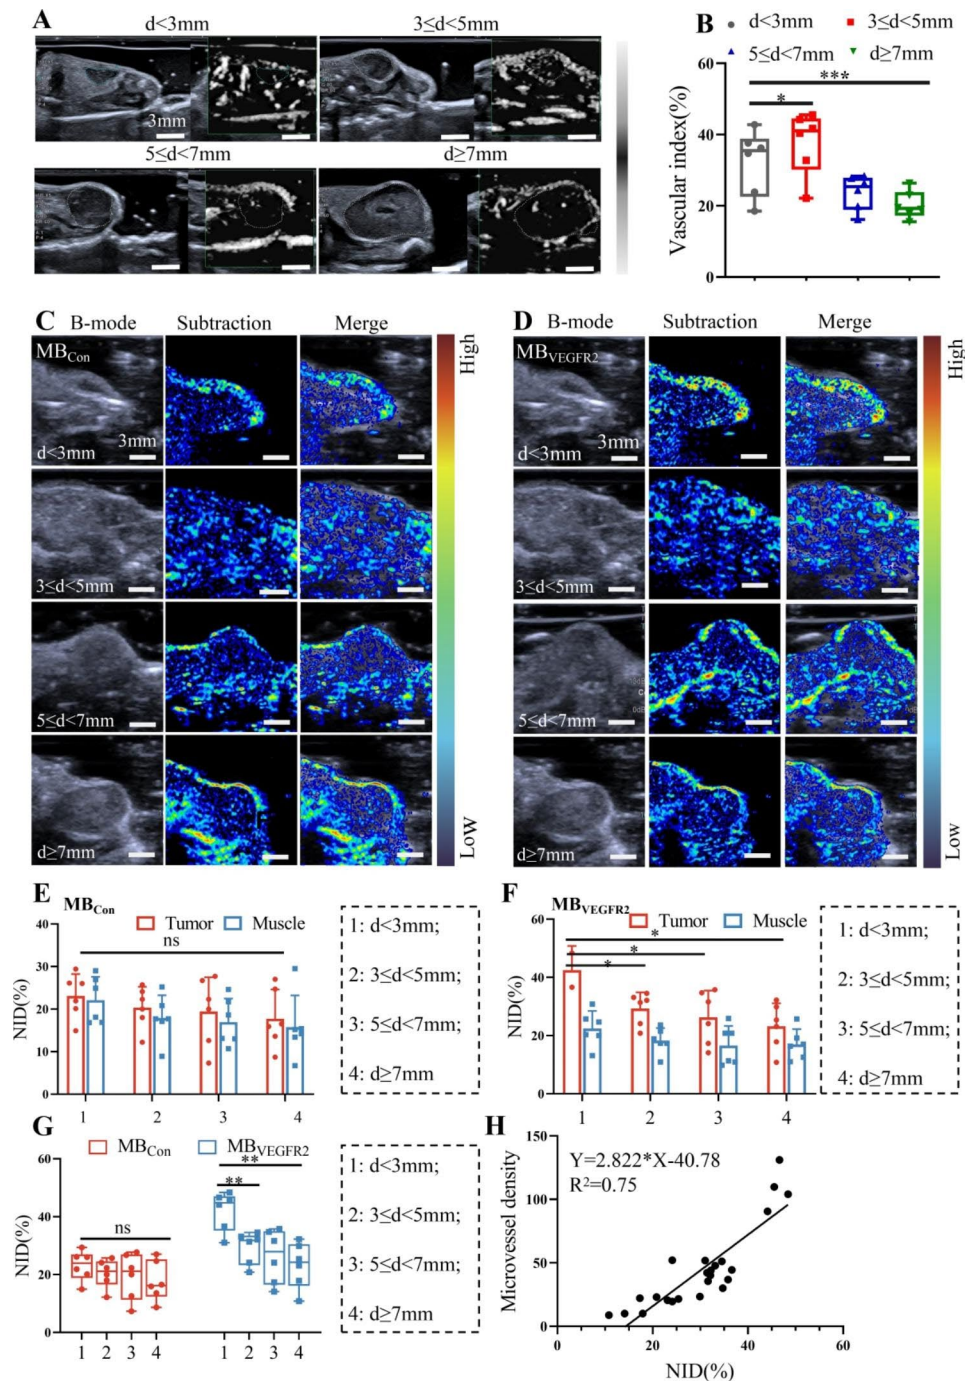 A
d<3mm
3≤d<5mm
3mm
5≤d<7mm
d≥7mm
B
d<3mm
3≤d<5mm
5≤d<7mm
d≥7mm
Vascular index(%)
60
40
20
0
***
*
C
B-mode
Subtraction
Merge
MBCon
3mm
d<3mm
3≤d<5mm
5≤d<7mm
d≥7mm
High
Low
D
B-mode
Subtraction
Merge
MBVEGFR2
3mm
d<3mm
3≤d<5mm
5≤d<7mm
d≥7mm
High
Low
E
MBCon
Tumor
Muscle
ns
NID(%)
40
30
20
10
0
1 2 3 4
1: d<3mm;
2: 3≤d<5mm;
3: 5≤d<7mm;
4: d≥7mm
F
MBVEGFR2
Tumor
Muscle
*
*
*
NID(%)
60
40
20
0
1 2 3 4
1: d<3mm;
2: 3≤d<5mm;
3: 5≤d<7mm;
4: d≥7mm
G
MBCon
MBVEGFR2
ns
**
**
NID(%)
60
40
20
0
1 2 3 4 1 2 3 4
1: d<3mm;
2: 3≤d<5mm;
3: 5≤d<7mm;
4: d≥7mm
H
Y=2.822*X-40.78
R²=0.75
Microvessel density
150
100
50
0
0 20 40 60
NID(%)